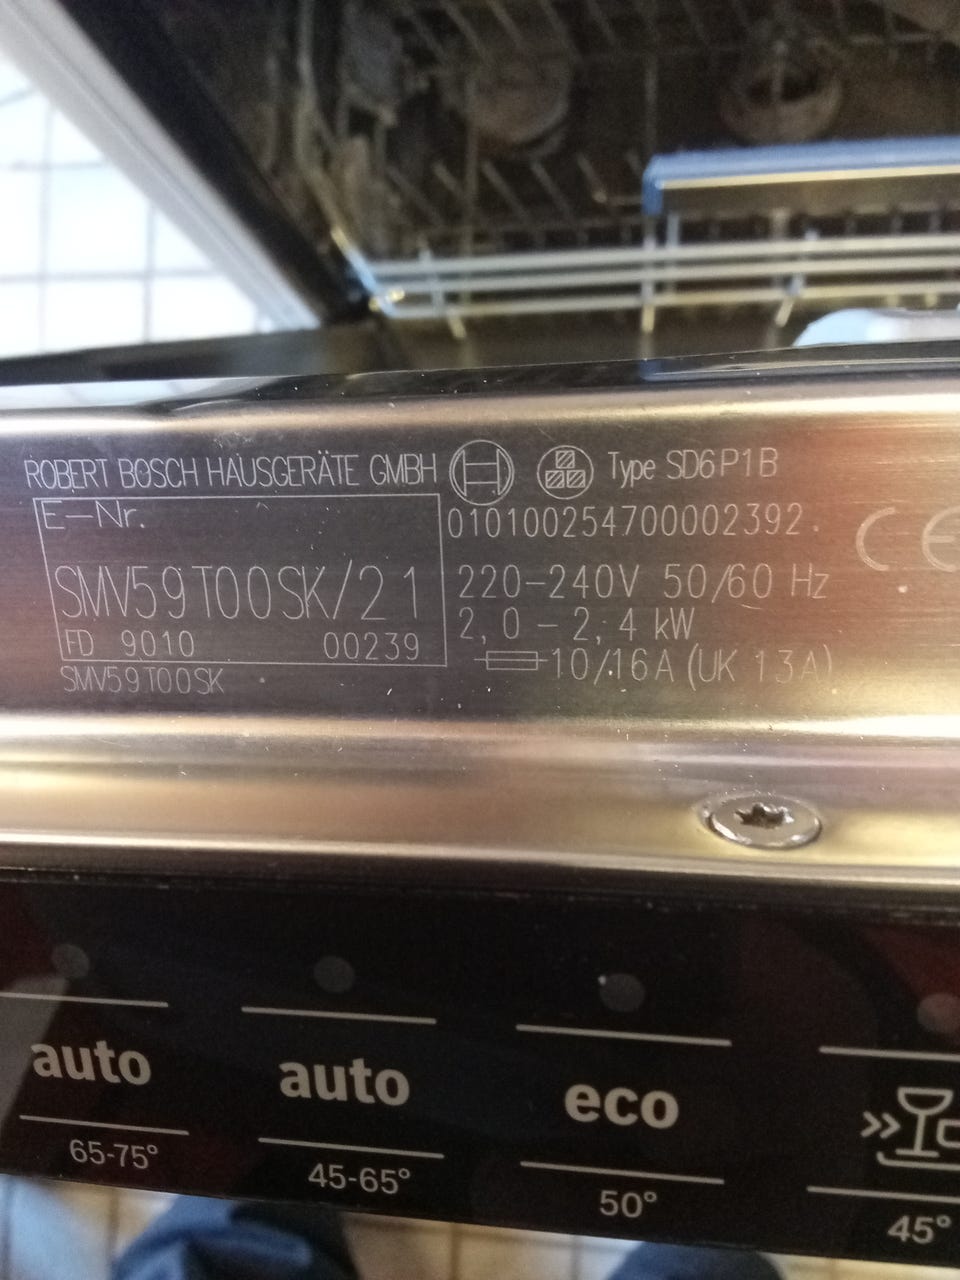 ROBERT BOSCH HAUSGERÄTE GMBH
Type SD6P1B
E-Nr.
010100254700002392
CE
SMV59T00SK/21
220-240V 50/60 Hz
2,0 - 2,4 kW
FD 9010 00239
10/16A (UK 13A)
SMV59T00SK
auto
65-75°
auto
45-65°
eco
50°
45°